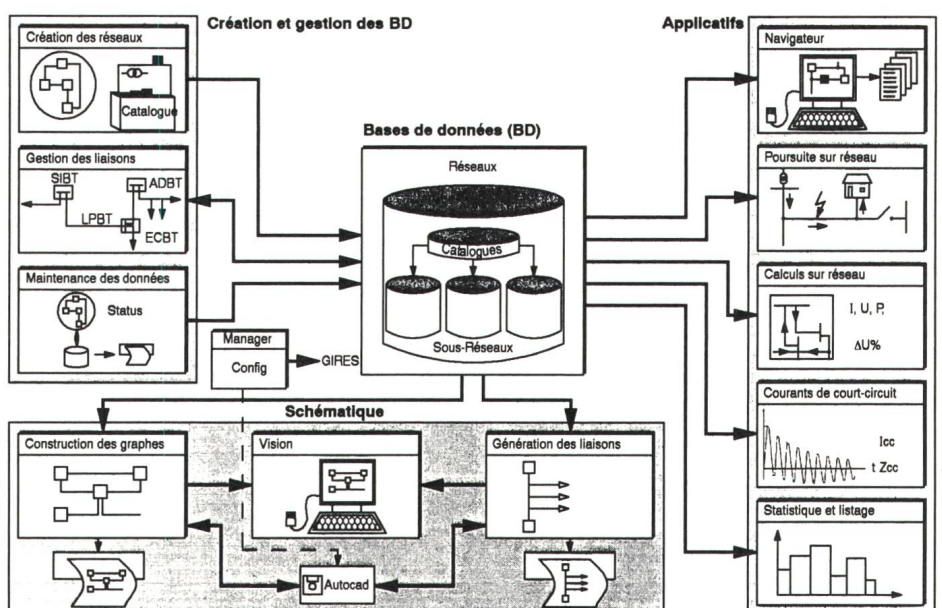 Création et gestion des BD
Création des réseaux
Catalogue
Gestion des liaisons
SIBT
ADBT
LPBT
ECBT
Maintenance des données
Status
Manager
Config
GIRES
Bases de données (BD)
Réseaux
Catalogues
Sous-Réseaux
Schématique
Construction des graphes
Vision
Génération des liaisons
Autocad
Applicatifs
Navigateur
Poursuite sur réseau
Calculs sur réseau
I, U, P,
ΔU%
Courants de court-circuit
Icc
t Zcc
Statistique et listage